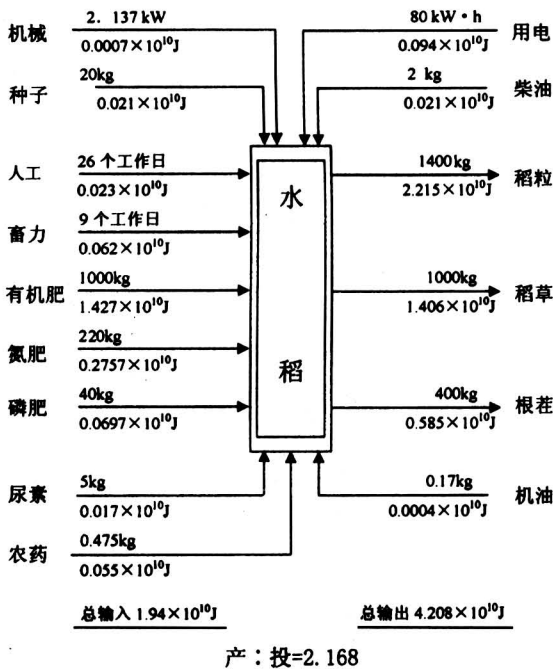 机械 2. 137 kW 80 kW·h 用电
0.0007×10¹⁰J 0.094×10¹⁰J
种子 20kg 2 kg 柴油
0.021×10¹⁰J 0.021×10¹⁰J
人工 26 个工作日 1400kg 稻粒
0.023×10¹⁰J 2.215×10¹⁰J
水
畜力 9 个工作日
0.062×10¹⁰J
有机肥 1000kg 1000kg 稻草
1.427×10¹⁰J 1.406×10¹⁰J
氮肥 220kg
0.2757×10¹⁰J
稻
磷肥 40kg 400kg 根茬
0.0697×10¹⁰J 0.585×10¹⁰J
尿素 5kg 0.17kg 机油
0.017×10¹⁰J 0.0004×10¹⁰J
农药 0.475kg
0.055×10¹⁰J
总输入 1.94×10¹⁰J 总输出 4.208×10¹⁰J
产：投=2.168